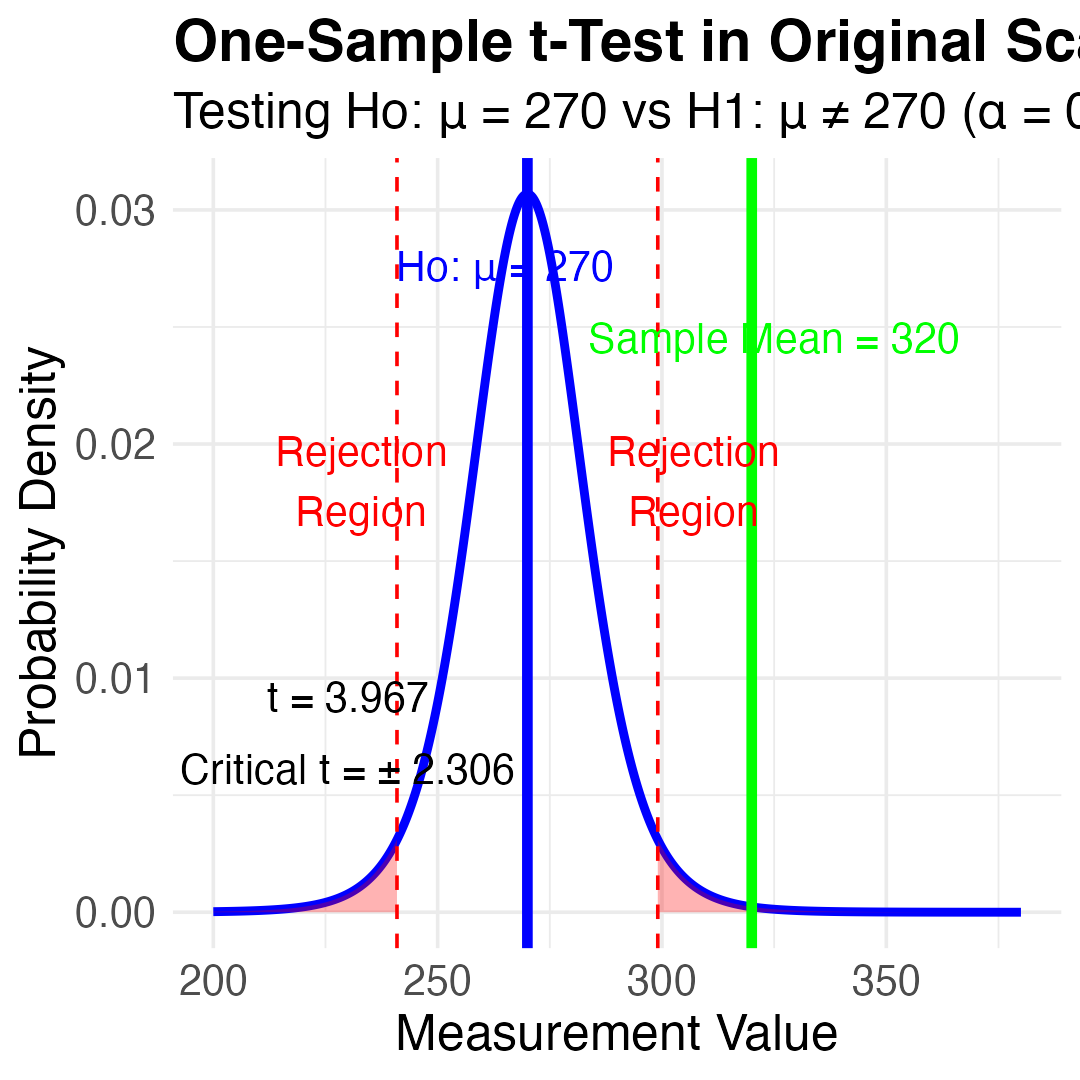 One-Sample t-Test in Original Sca
Testing Ho: μ = 270 vs H1: μ ≠ 270 (α = 0
0.03
Ho: μ = 270
Sample Mean = 320
0.02
Rejection
Region
Rejection
Region
Probability Density
0.01
t = 3.967
Critical t = ± 2.306
0.00
200
250
300
350
Measurement Value